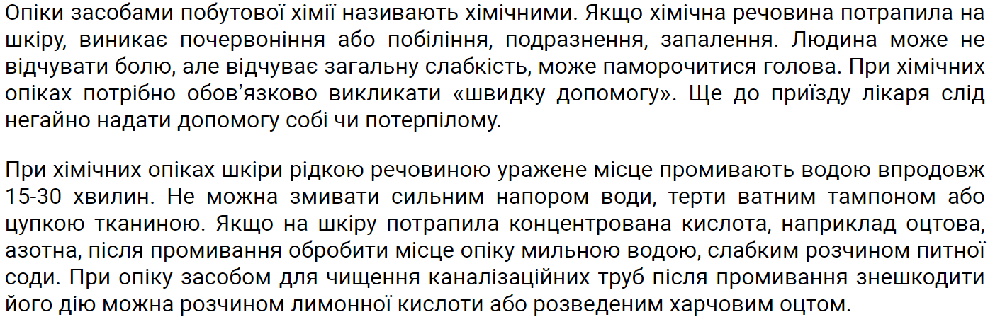 Опіки засобами побутової хімії називають хімічними. Якщо хімічна речовина потрапила на
шкіру, виникає почервоніння або побіління, подразнення, запалення. Людина може не
відчувати болю, але відчуває загальну слабкість, може паморочитися голова. При хімічних
опіках потрібно обов’язково викликати «швидку допомогу». Ще до приїзду лікаря слід
негайно надати допомогу собі чи потерпілому.
При хімічних опіках шкіри рідкою речовиною уражене місце промивають водою впродовж
15-30 хвилин. Не можна змивати сильним напором води, терти ватним тампоном або
цупкою тканиною. Якщо на шкіру потрапила концентрована кислота, наприклад оцтова,
азотна, після промивання обробити місце опіку мильною водою, слабким розчином питної
соди. При опіку засобом для чищення каналізаційних труб після промивання знешкодити
його дію можна розчином лимонної кислоти або розведеним харчовим оцтом.